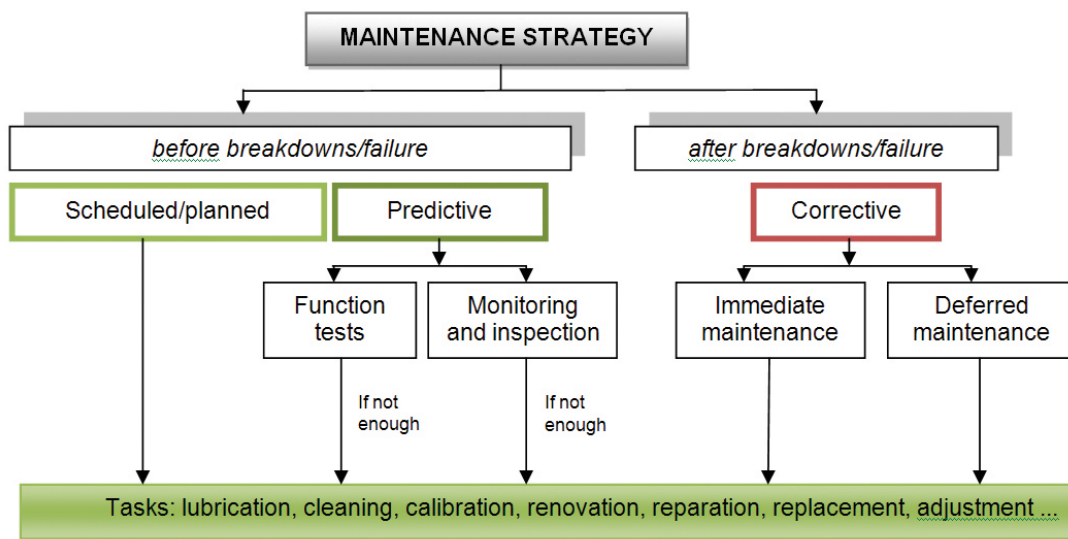 MAINTENANCE STRATEGY
before breakdowns/failure
after breakdowns/failure
Scheduled/planned
Predictive
Corrective
Function
tests
Monitoring
and inspection
Immediate
maintenance
Deferred
maintenance
If not
enough
If not
enough
Tasks: lubrication, cleaning, calibration, renovation, reparation, replacement, adjustment ...